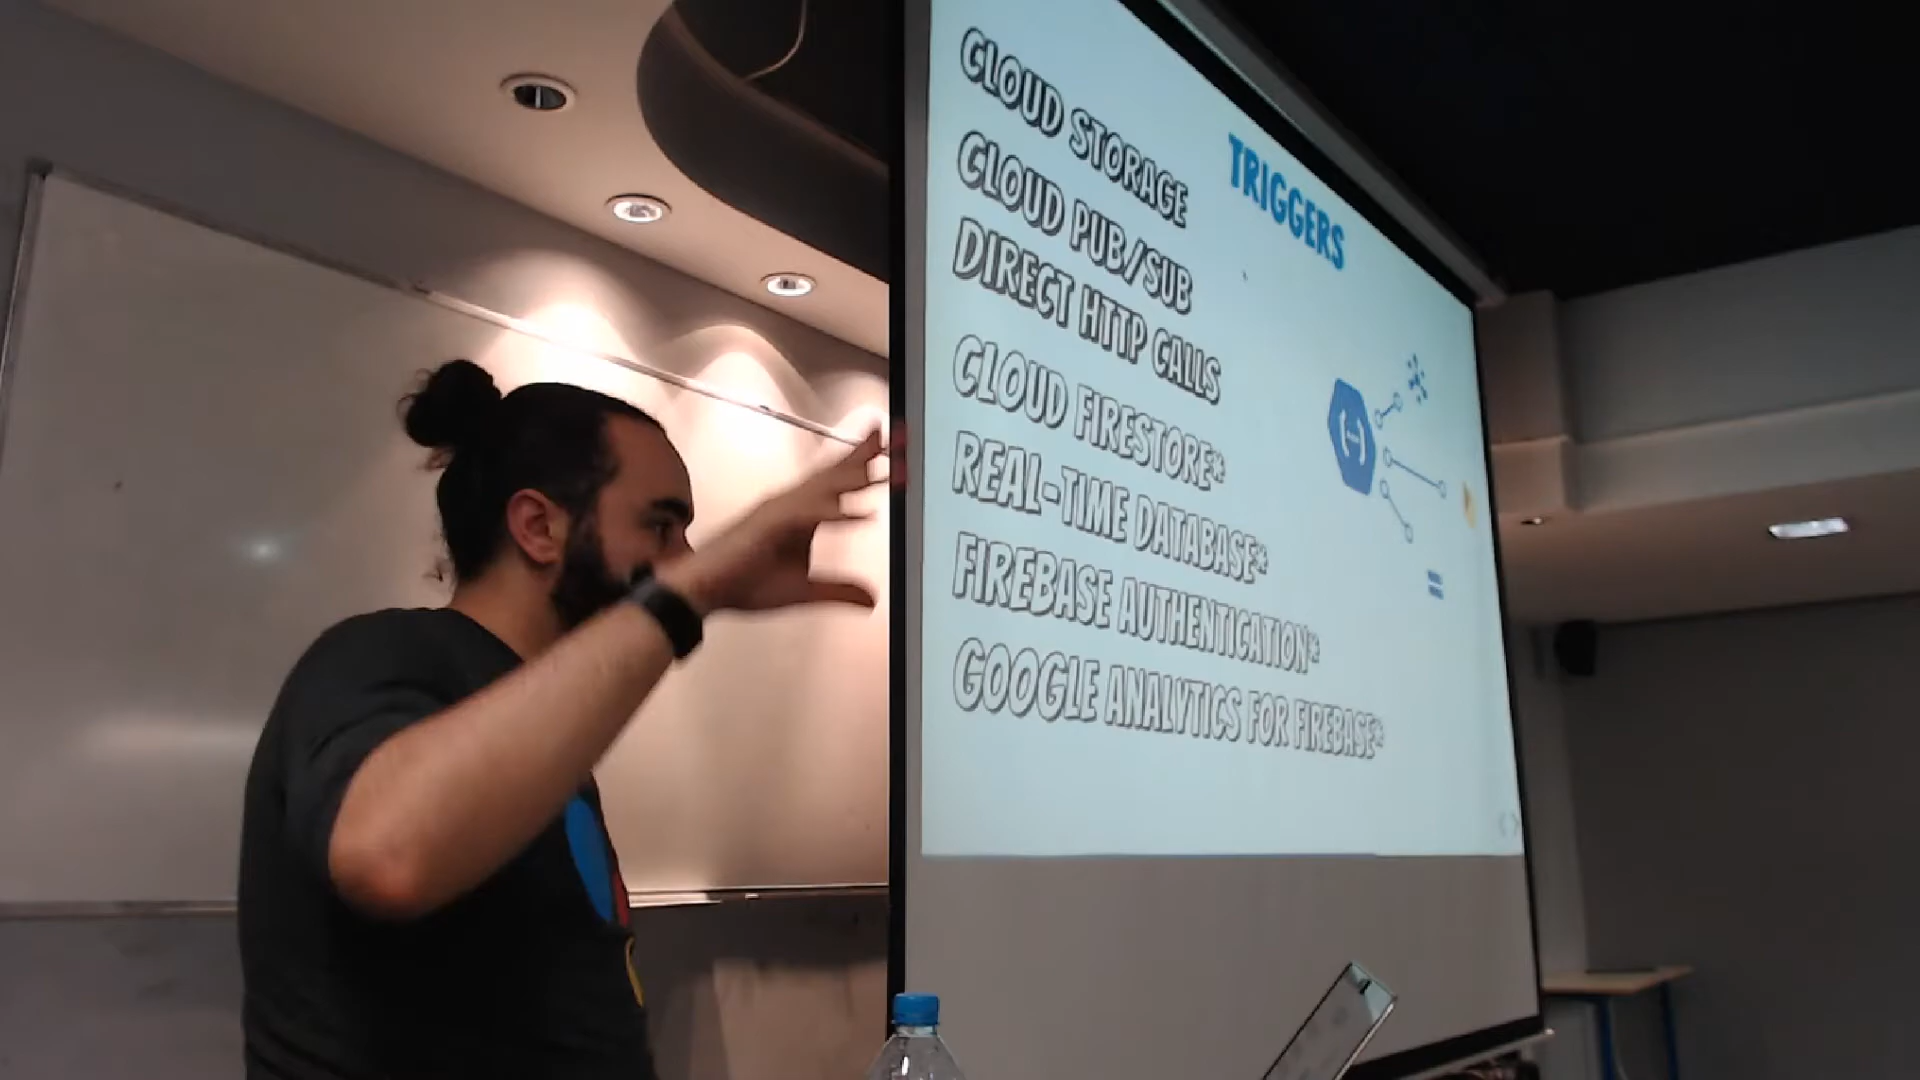 TRIGGERS
CLOUD STORAGE
CLOUD PUB/SUB
DIRECT HTTP CALLS
CLOUD FIRESTORE*
REAL-TIME DATABASE*
FIREBASE AUTHENTICATION*
GOOGLE ANALYTICS FOR FIREBASE*